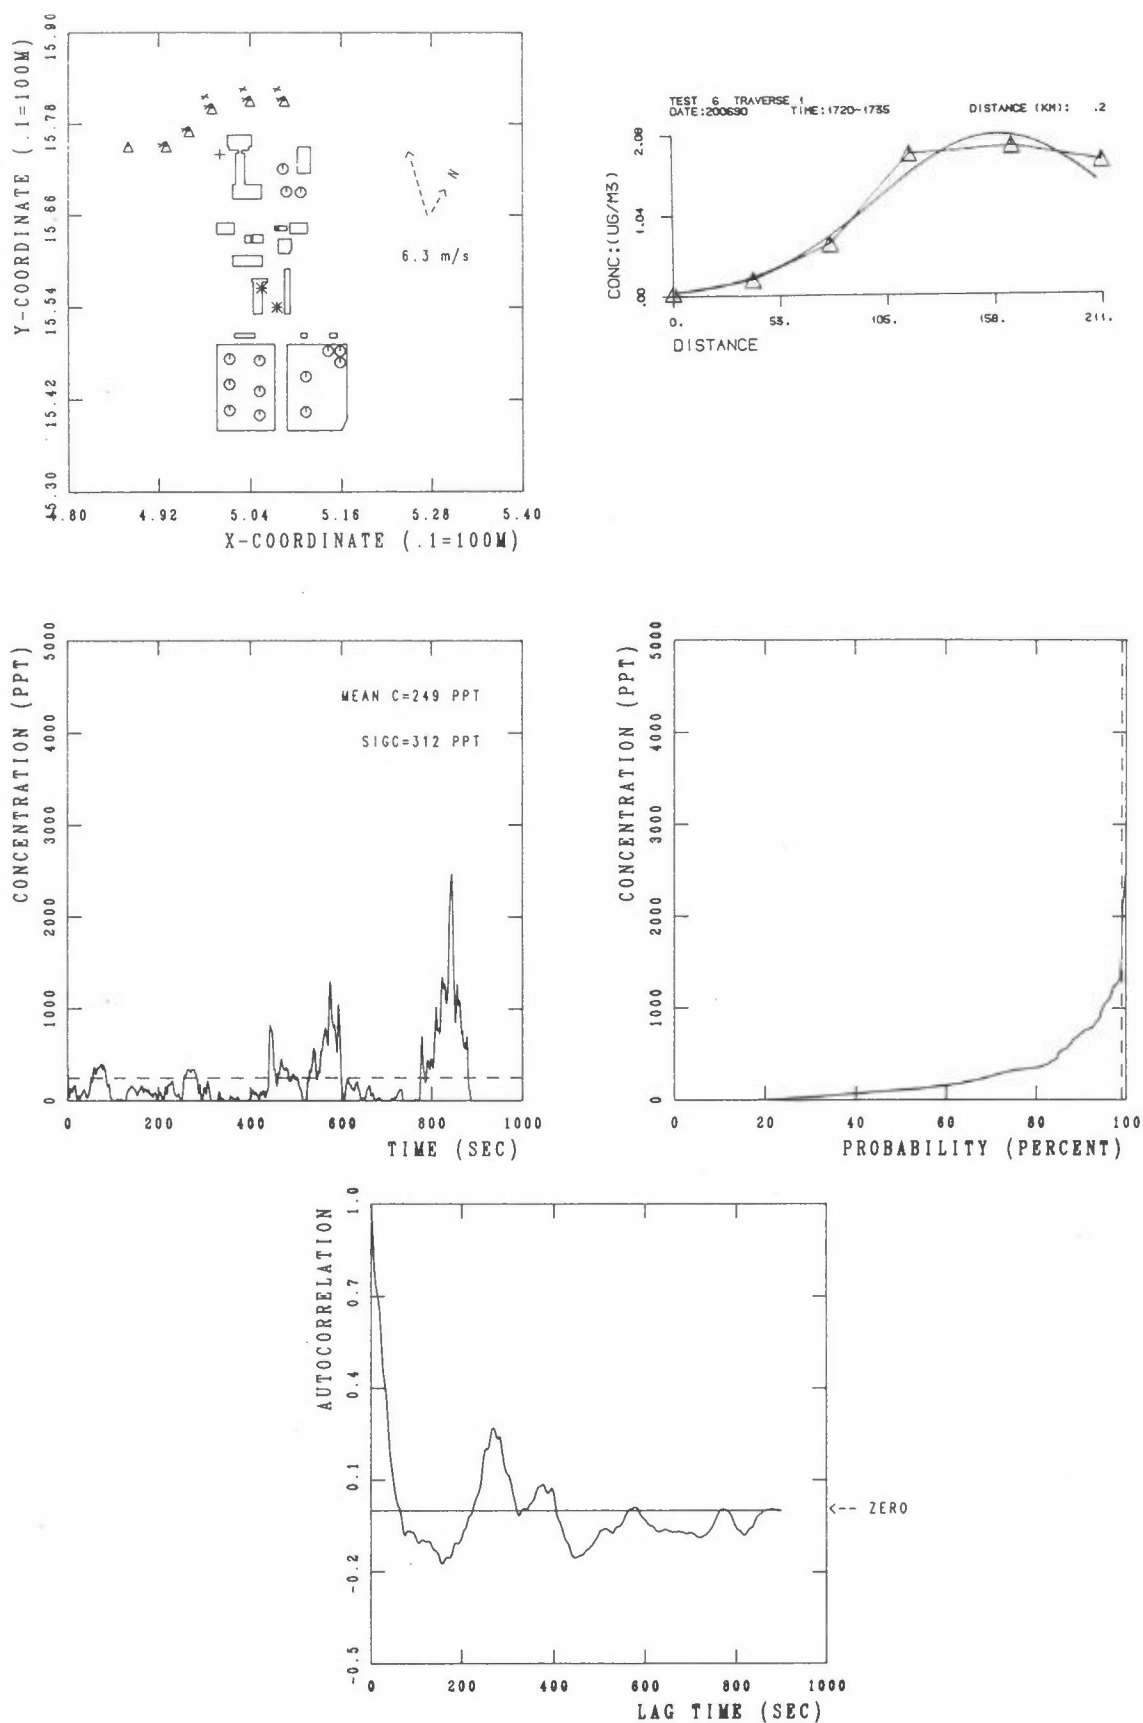 Y-COORDINATE (.1=100M)
15.90
15.78
15.66
15.54
15.42
15.30
N
6.3 m/s
4.80 4.92 5.04 5.16 5.28 5.40
X-COORDINATE (.1=100M)
TEST 6 TRAVERSE 1
DATE:200690 TIME:1720-1735 DISTANCE (KM): .2
CONC:(UG/M3)
2.08
1.04
.00
0. 53. 105. 158. 211.
DISTANCE
CONCENTRATION (PPT)
5000
4000
3000
2000
1000
0
MEAN C=249 PPT
SIGC=312 PPT
0 200 400 600 800 1000
TIME (SEC)
CONCENTRATION (PPT)
5000
4000
3000
2000
1000
0
0 20 40 60 80 100
PROBABILITY (PERCENT)
AUTOCORRELATION
1.0
0.7
0.4
0.1
-0.2
-0.5
<-- ZERO
0 200 400 600 800 1000
LAG TIME (SEC)